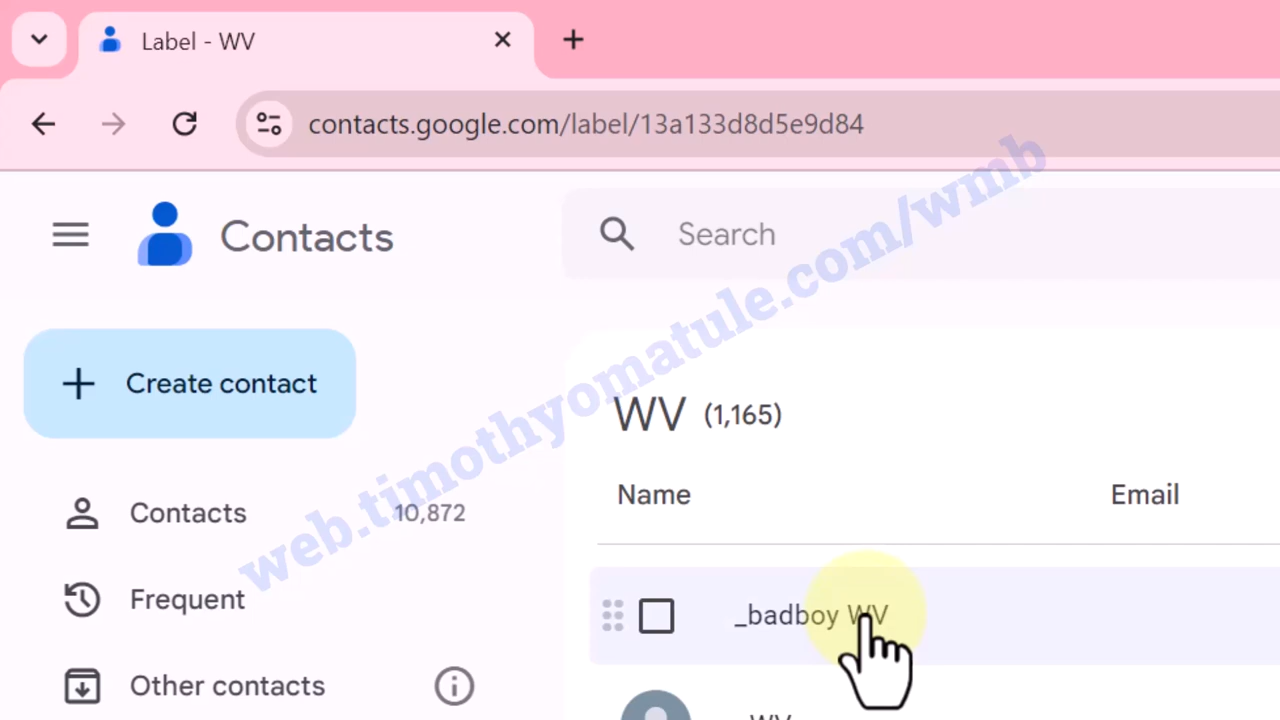 Label - WV
contacts.google.com/label/13a133d8d5e9d84
Contacts
Search
Create contact
WV (1,165)
Contacts 10,872
Name Email
Frequent
_badboy WV
Other contacts
WV
web.timothyomatule.com/wmb